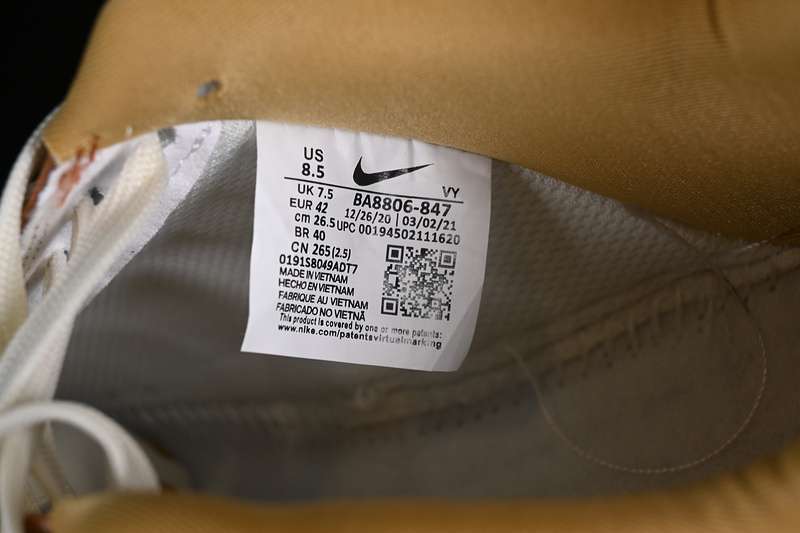 US
8.5
VY
UK 7.5 BA8806-847
EUR 42 12/26/20 | 03/02/21
cm 26.5 UPC 00194502111620
BR 40
CN 265 (2.5)
0191S8049ADT7
MADE IN VIETNAM
HECHO EN VIETNAM
FABRIQUE AU VIETNAM
FABRICADO NO VIETNÃ
This product is covered by one or more patents:
www.nike.com/patentsvirtualmarking